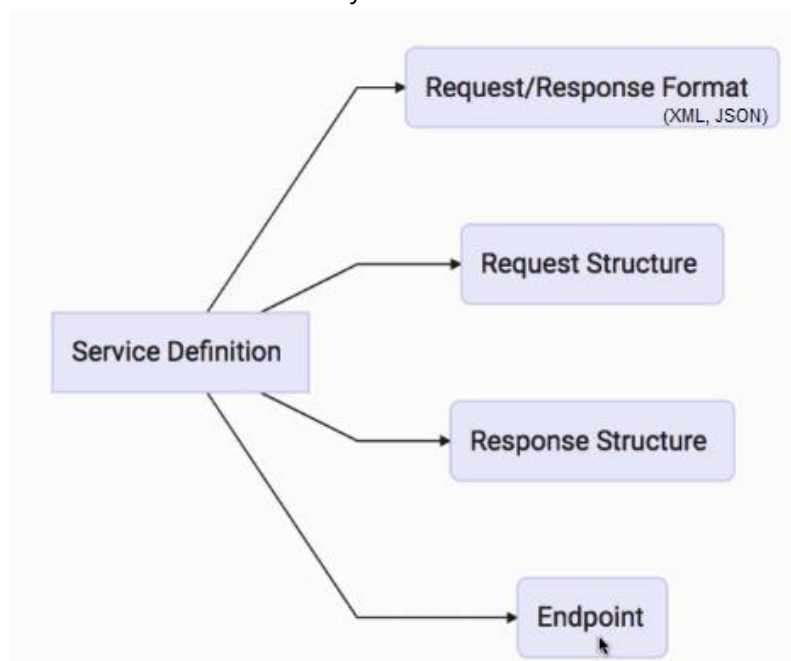 Request/Response Format
(XML, JSON)
Request Structure
Service Definition
Response Structure
Endpoint